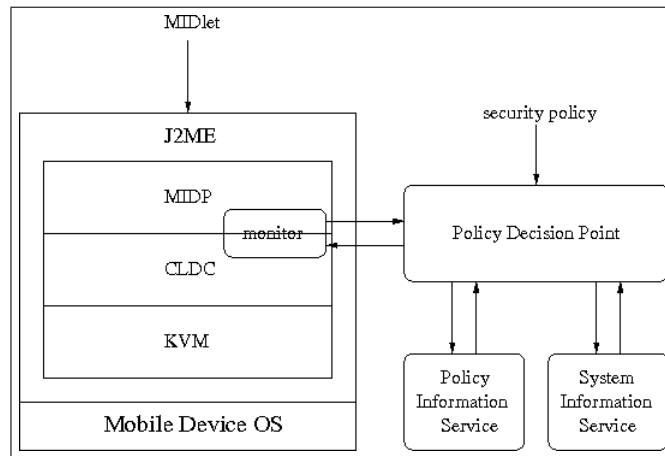 MIDlet
J2ME
MIDP
monitor
CLDC
KVM
Mobile Device OS
security policy
Policy Decision Point
Policy
Information
Service
System
Information
Service